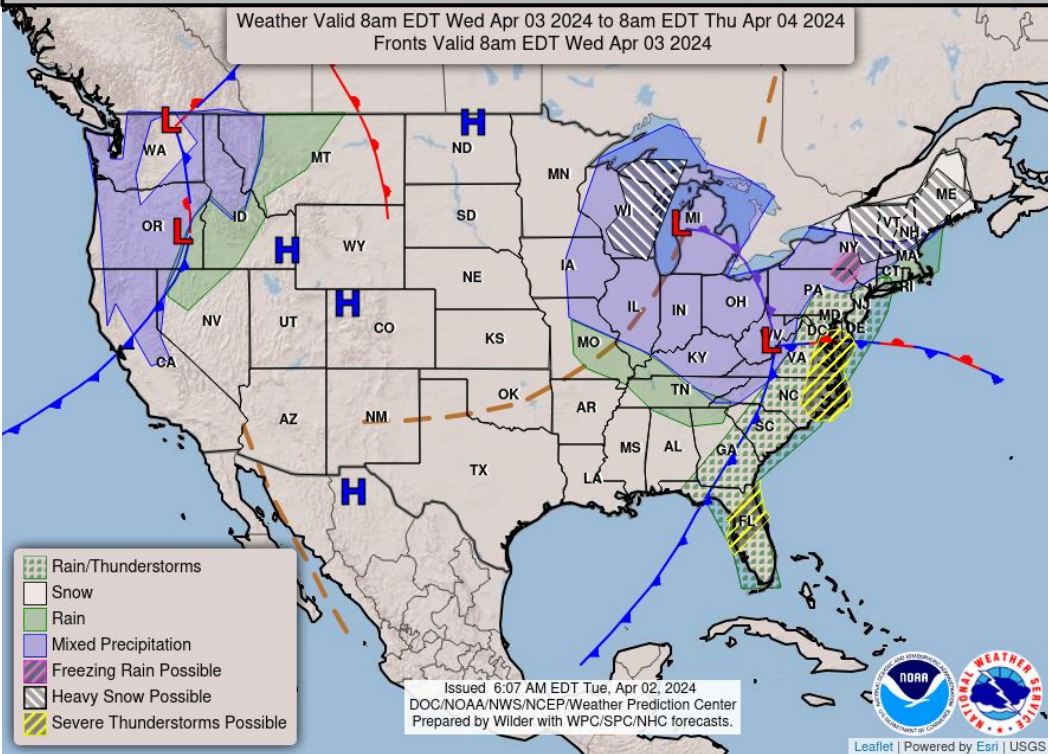 Weather Valid 8am EDT Wed Apr 03 2024 to 8am EDT Thu Apr 04 2024
Fronts Valid 8am EDT Wed Apr 03 2024
L
H
WA
MT
ND
MN
ME
OR
L
ID
H
WY
SD
WI
L
MI
VT
NH
NY
MA
CT
RI
IA
NE
PA
NJ
H
NV
UT
CO
IL
IN
OH
MD
DC
DE
L
WV
VA
KS
MO
KY
CA
AZ
NM
OK
AR
TN
NC
SC
MS
AL
GA
TX
LA
H
FL
Rain/Thunderstorms
Snow
Rain
Mixed Precipitation
Freezing Rain Possible
Heavy Snow Possible
Severe Thunderstorms Possible
Issued 6:07 AM EDT Tue, Apr 02, 2024
DOC/NOAA/NWS/NCEP/Weather Prediction Center
Prepared by Wilder with WPC/SPC/NHC forecasts.
NOAA
NATIONAL WEATHER SERVICE
Leaflet | Powered by Esri | USGS